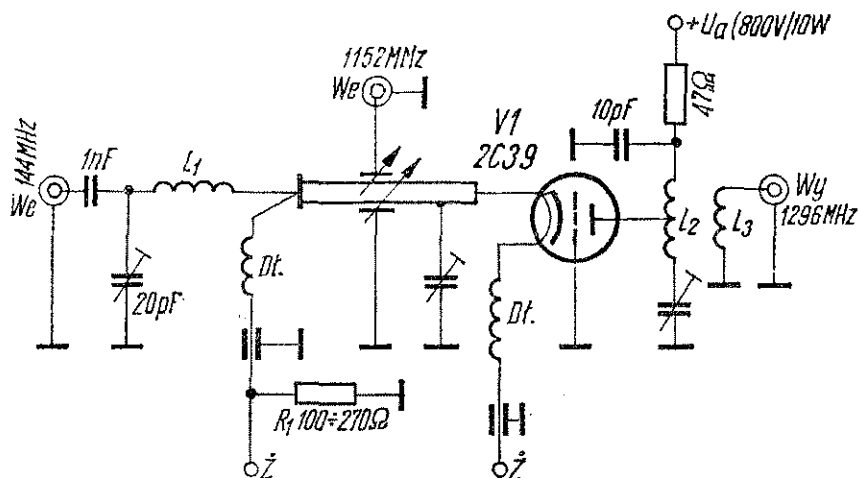 +Ua (800V/10W
1152MHz
We
47Ω
10pF
V1
2C39
144MHz
We
1nF
L1
Wy
1296MHz
L2
L3
Dł.
20pF
Dł.
R1 100÷270Ω
Ż
Ż